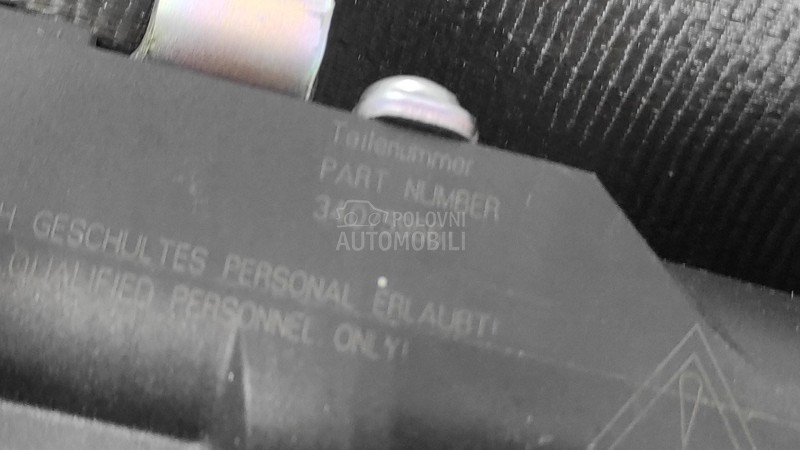 Teilenummer
PART NUMBER
POLOVNI
AUTOMOBILI
H GESCHULTES PERSONAL ERLAUBT!
QUALIFIED PERSONNEL ONLY!